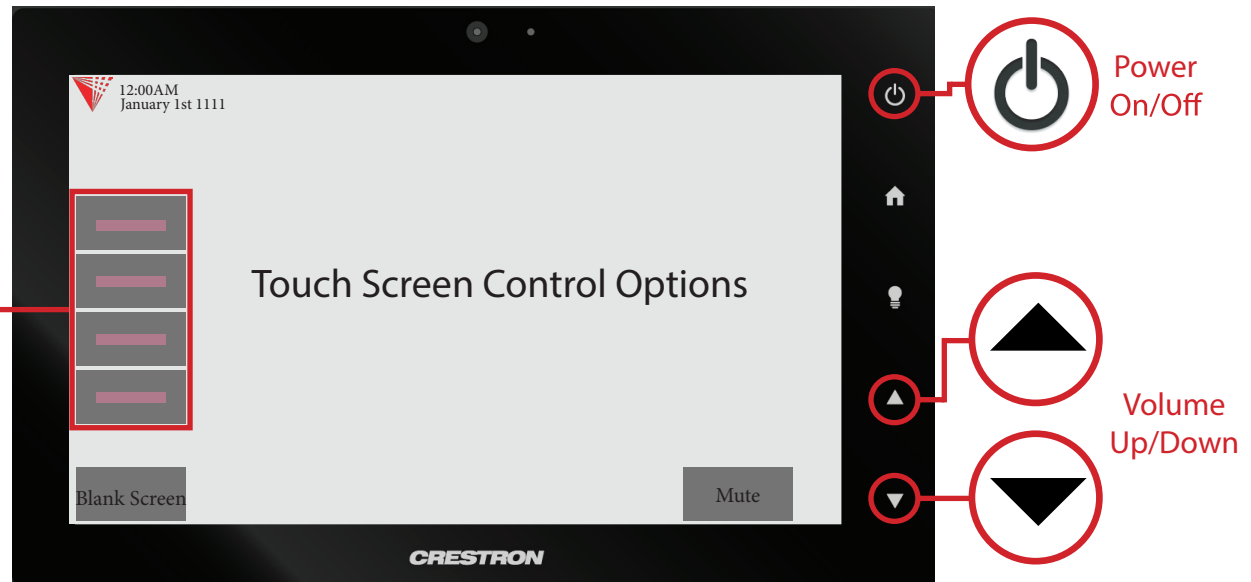 12:00AM
January 1st 1111
Power
On/Off
Touch Screen Control Options
Volume
Up/Down
Blank Screen
Mute
CRESTRON